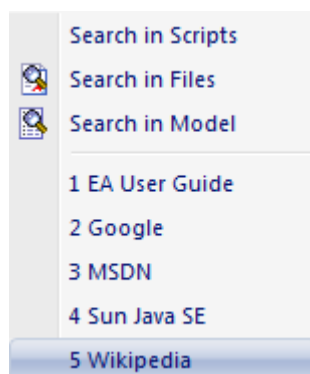 Search in Scripts
Search in Files
Search in Model
1 EA User Guide
2 Google
3 MSDN
4 Sun Java SE
5 Wikipedia